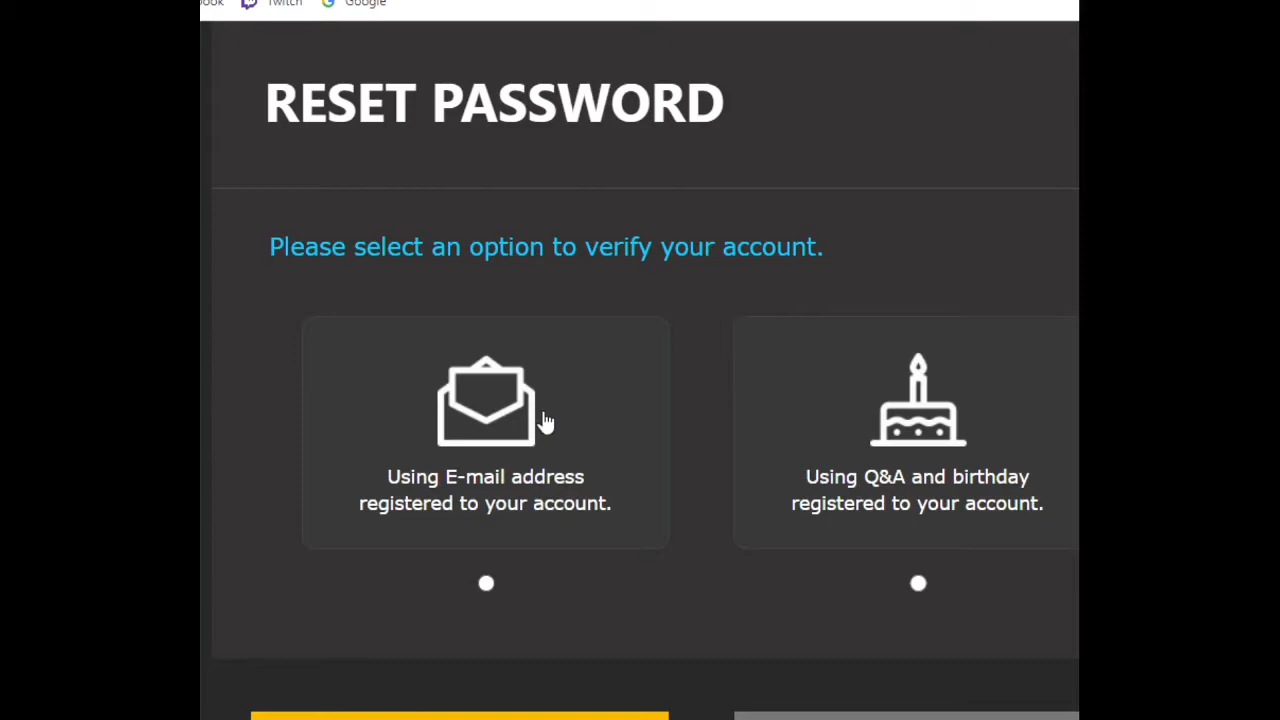 Twitch Google
RESET PASSWORD
Please select an option to verify your account.
Using E-mail address
registered to your account.
Using Q&A and birthday
registered to your account.